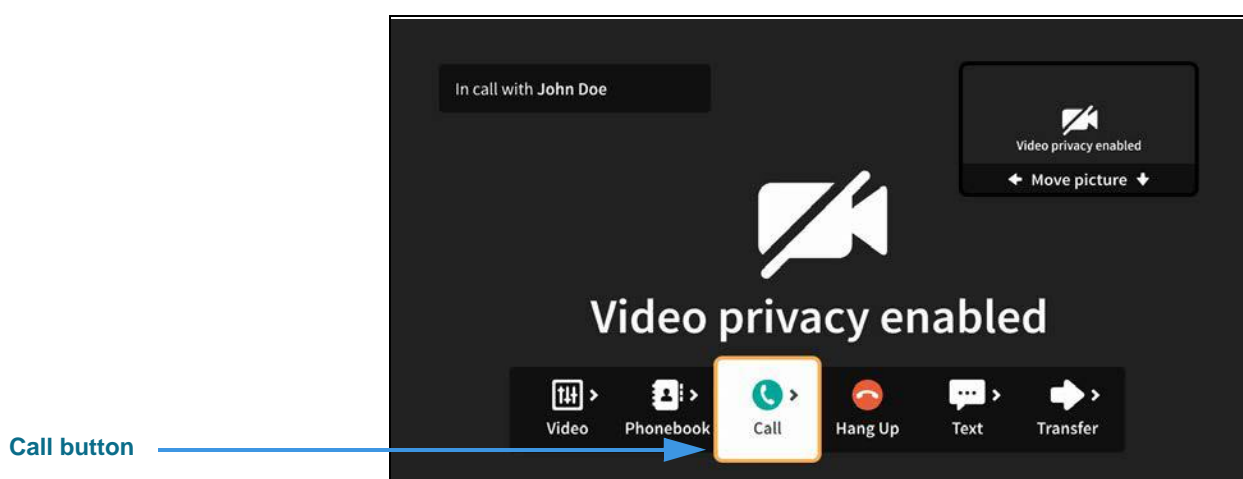 In call with John Doe
Video privacy enabled
Move picture
Video privacy enabled
Video
Phonebook
Call
Hang Up
Text
Transfer
Call button